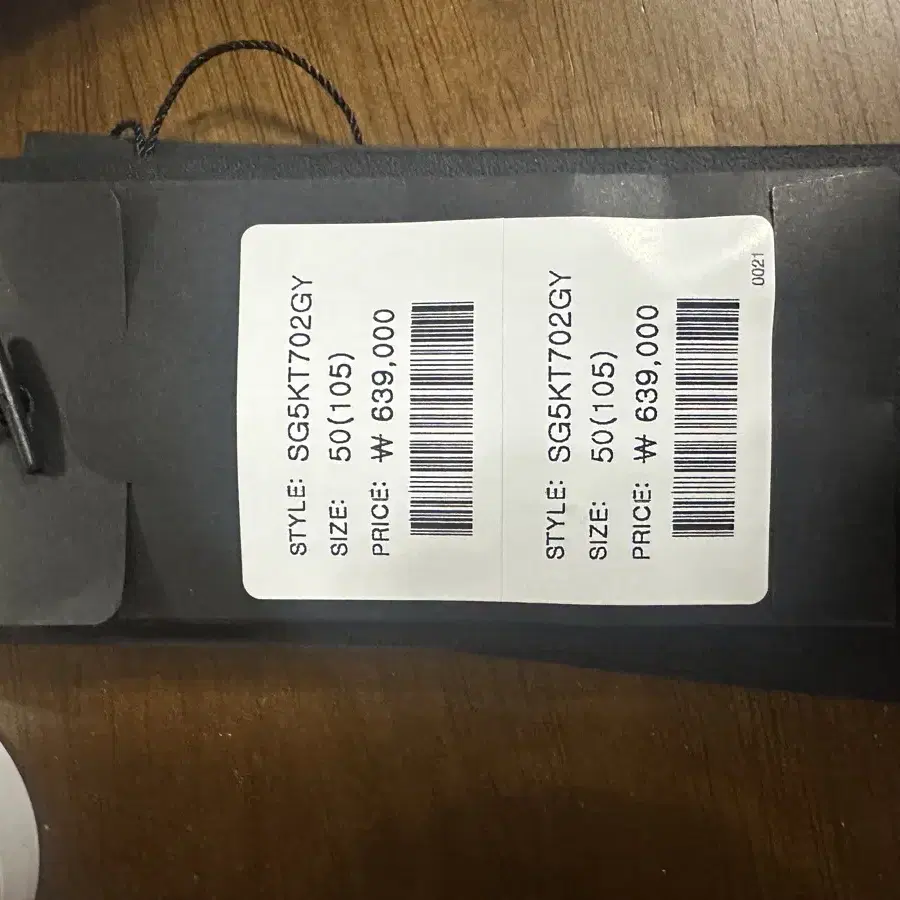 STYLE: SG5KT702GY
SIZE: 50(105)
PRICE: ₩ 639,000
STYLE: SG5KT702GY
SIZE: 50(105)
PRICE: ₩ 639,000
0021